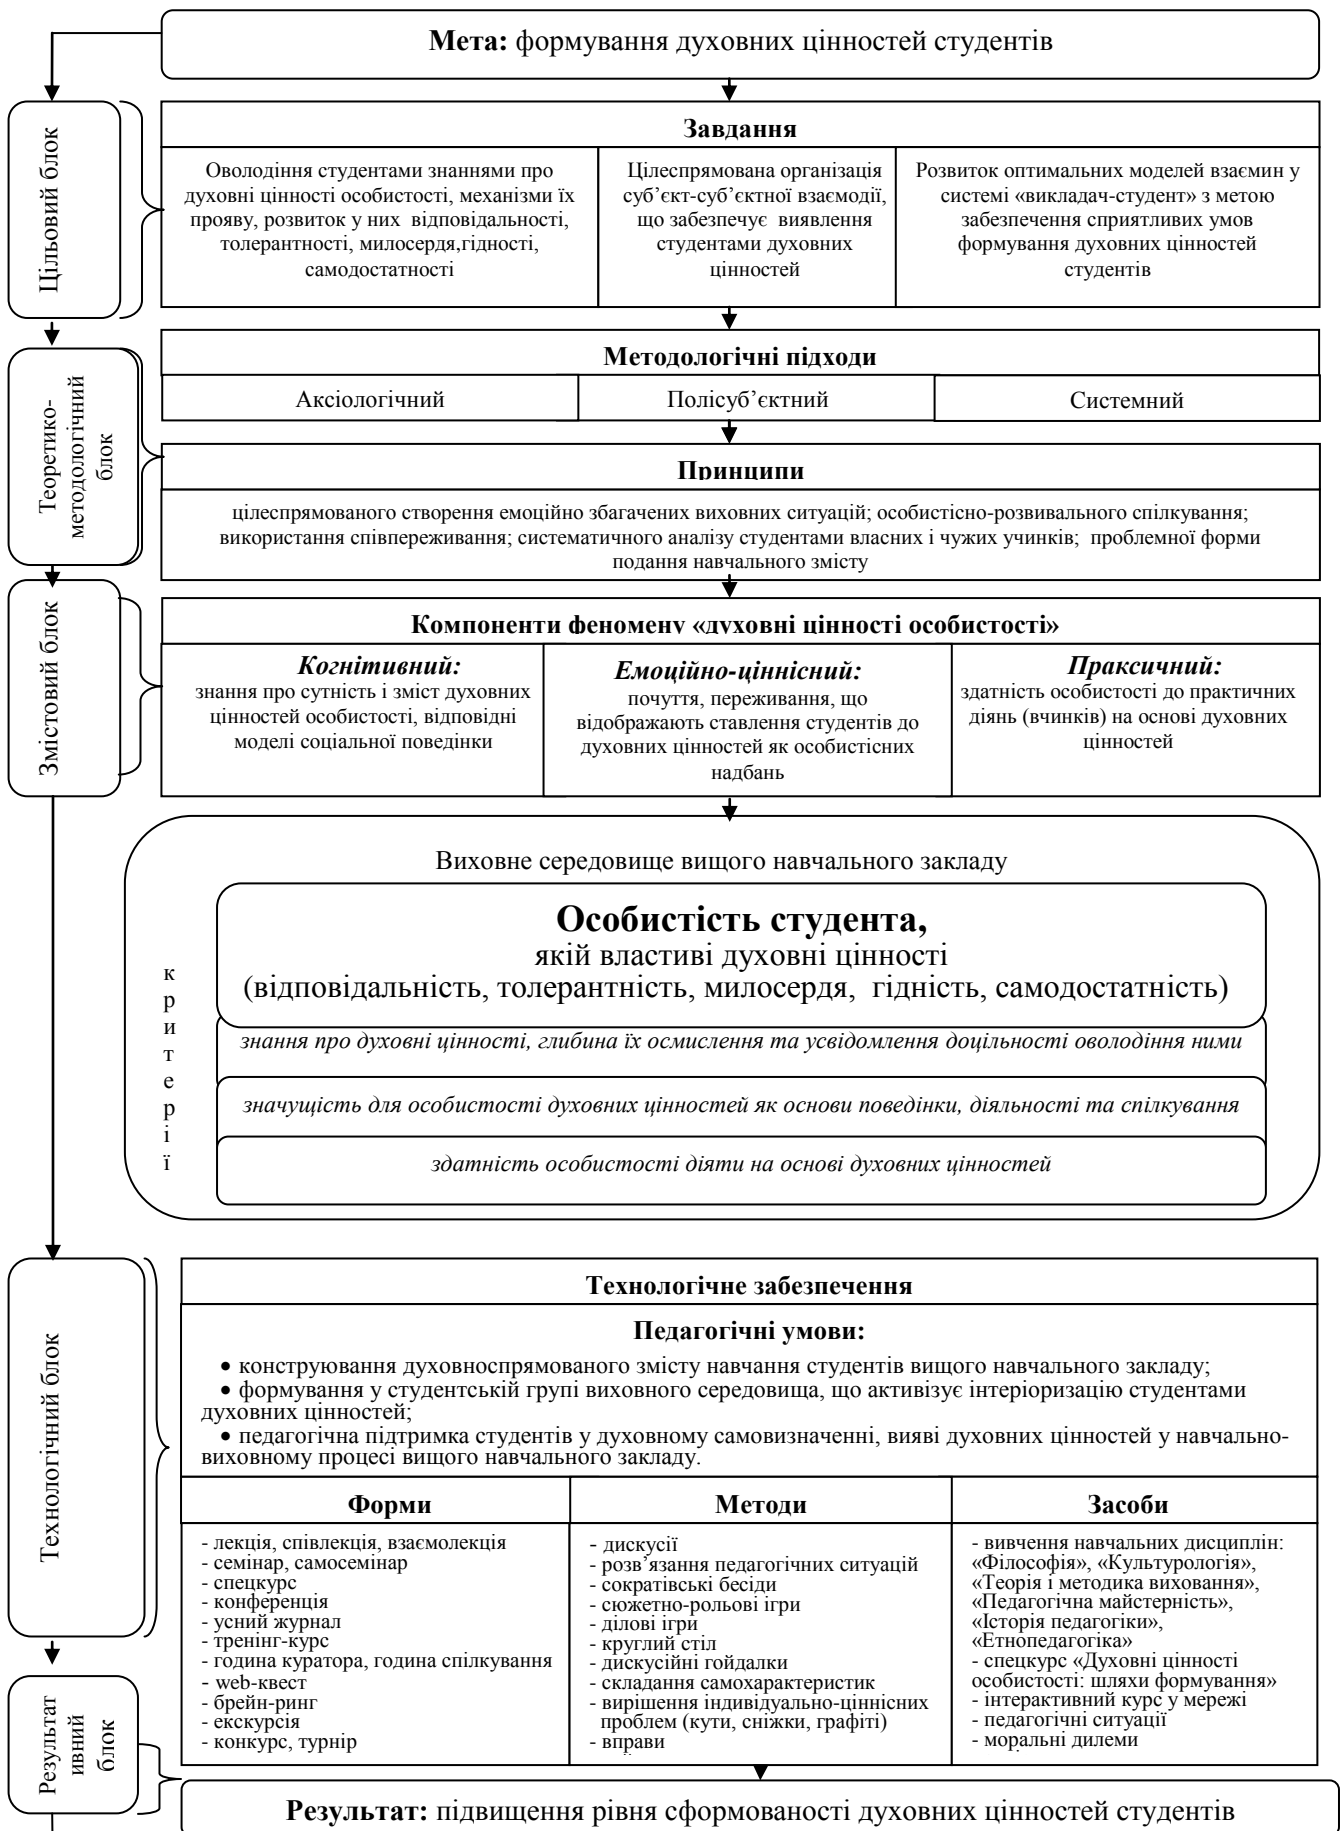 Мета: формування духовних цінностей студентів
Цільовий блок
Завдання
Оволодіння студентами знаннями про
духовні цінності особистості, механізми їх
прояву, розвиток у них відповідальності,
толерантності, милосердя,гідності,
самодостатності
Цілеспрямована організація
суб’єкт-суб’єктної взаємодії,
що забезпечує виявлення
студентами духовних
цінностей
Розвиток оптимальних моделей взаємин у
системі «викладач-студент» з метою
забезпечення сприятливих умов
формування духовних цінностей
студентів
Теоретико-
методологічний
блок
Методологічні підходи
Аксіологічний
Полісуб’єктний
Системний
Принципи
цілеспрямованого створення емоційно збагачених виховних ситуацій; особистісно-розвивального спілкування;
використання співпереживання; систематичного аналізу студентами власних і чужих учинків; проблемної форми
подання навчального змісту
Змістовий блок
Компоненти феномену «духовні цінності особистості»
Когнітивний:
знання про сутність і зміст духовних
цінностей особистості, відповідні
моделі соціальної поведінки
Емоційно-ціннісний:
почуття, переживання, що
відображають ставлення студентів до
духовних цінностей як особистісних
надбань
Праксичний:
здатність особистості до практичних
діянь (вчинків) на основі духовних
цінностей
Виховне середовище вищого навчального закладу
Особистість студента,
якій властиві духовні цінності
(відповідальність, толерантність, милосердя, гідність, самодостатність)
критерії
знання про духовні цінності, глибина їх осмислення та усвідомлення доцільності оволодіння ними
значущість для особистості духовних цінностей як основи поведінки, діяльності та спілкування
здатність особистості діяти на основі духовних цінностей
Технологічний блок
Технологічне забезпечення
Педагогічні умови:
• конструювання духовноспрямованого змісту навчання студентів вищого навчального закладу;
• формування у студентській групі виховного середовища, що активізує інтеріоризацію студентами
духовних цінностей;
• педагогічна підтримка студентів у духовному самовизначенні, вияві духовних цінностей у навчально-
виховному процесі вищого навчального закладу.
Форми
- лекція, співлекція, взаємолекція
- семінар, самосемінар
- спецкурс
- конференція
- усний журнал
- тренінг-курс
- година куратора, година спілкування
- web-квест
- брейн-ринг
- екскурсія
- конкурс, турнір
Методи
- дискусії
- розв’язання педагогічних ситуацій
- сократівські бесіди
- сюжетно-рольові ігри
- ділові ігри
- круглий стіл
- дискусійні гойдалки
- складання самохарактеристик
- вирішення індивідуально-ціннісних
проблем (кути, сніжки, графіті)
- вправи
Засоби
- вивчення навчальних дисциплін:
«Філософія», «Культурологія»,
«Теорія і методика виховання»,
«Педагогічна майстерність»,
«Історія педагогіки»,
«Етнопедагогіка»
- спецкурс «Духовні цінності
особистості: шляхи формування»
- інтерактивний курс у мережі
- педагогічні ситуації
- моральні дилеми
Результат
ивний
блок
Результат: підвищення рівня сформованості духовних цінностей студентів